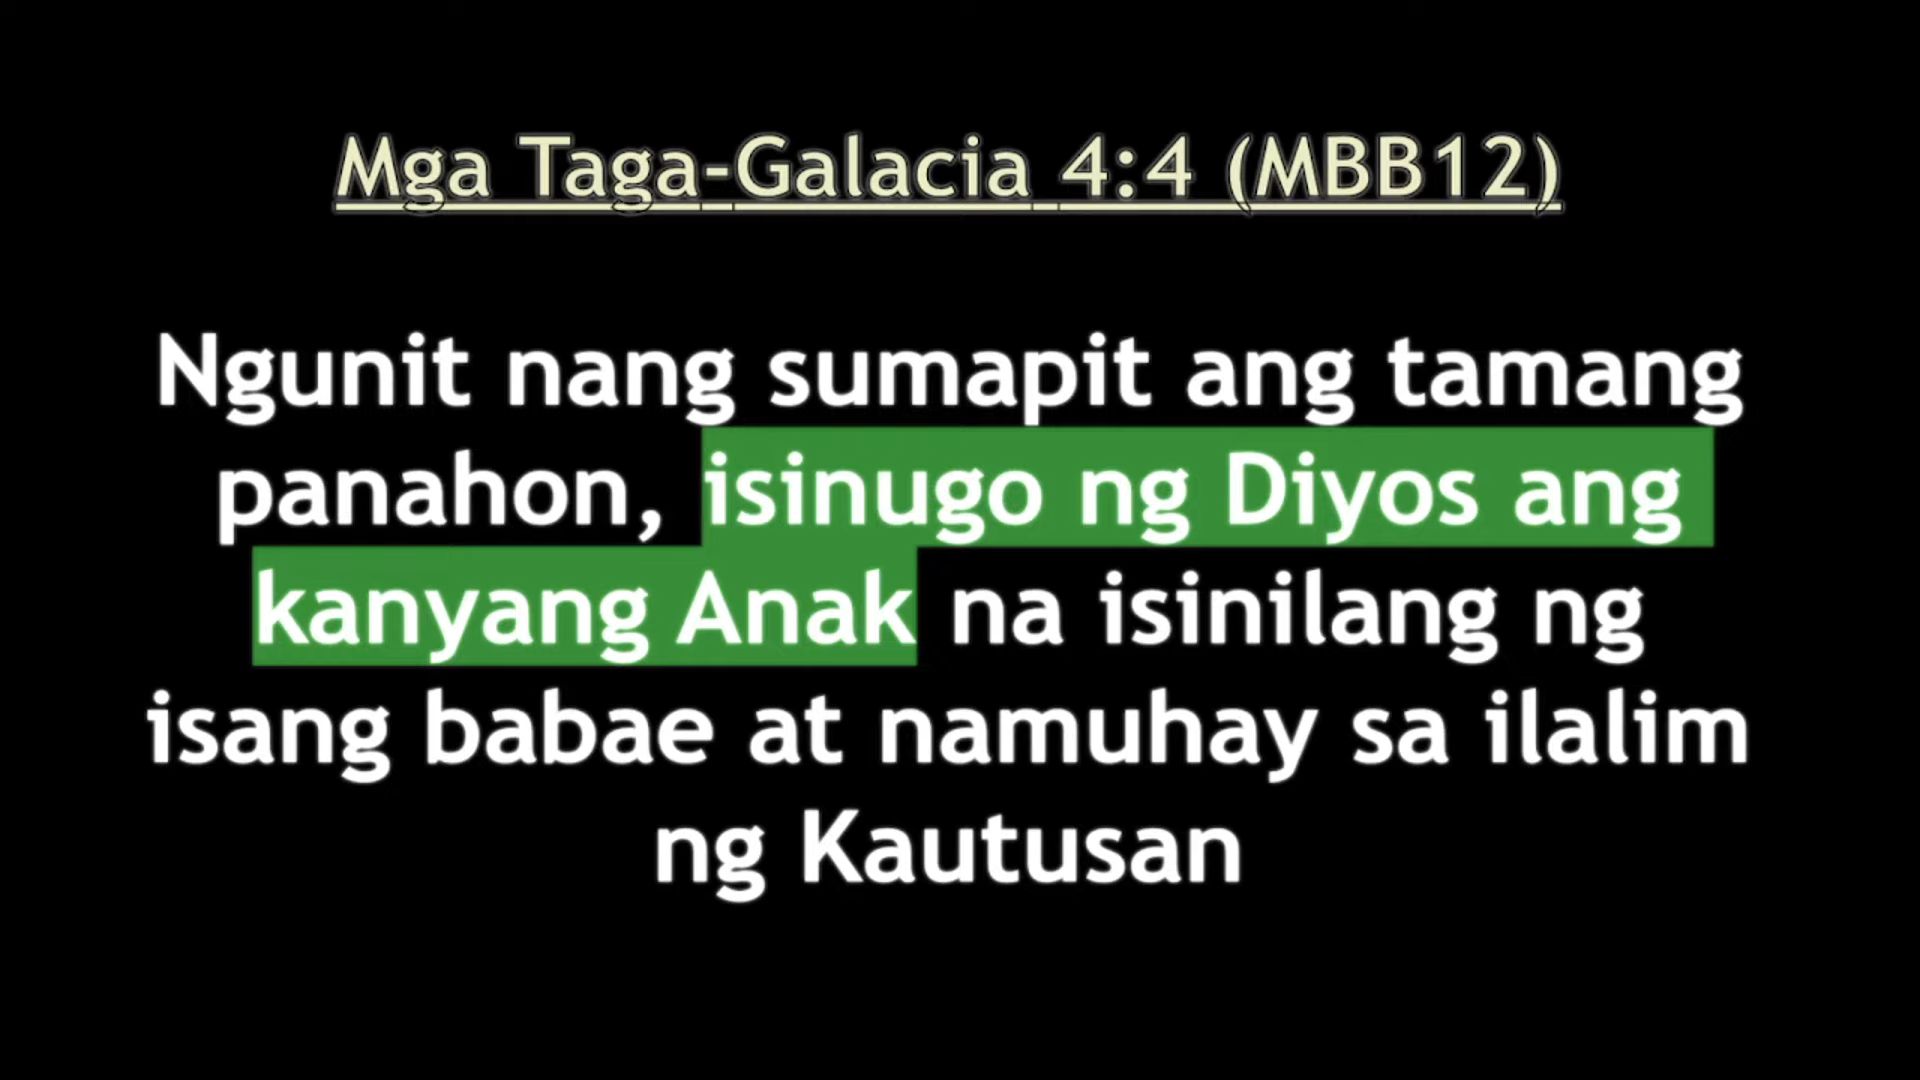 Mga Taga-Galacia 4:4 (MBB12)
Ngunit nang sumapit ang tamang
panahon, isinugo ng Diyos ang
kanyang Anak na isinilang ng
isang babae at namuhay sa ilalim
ng Kautusan